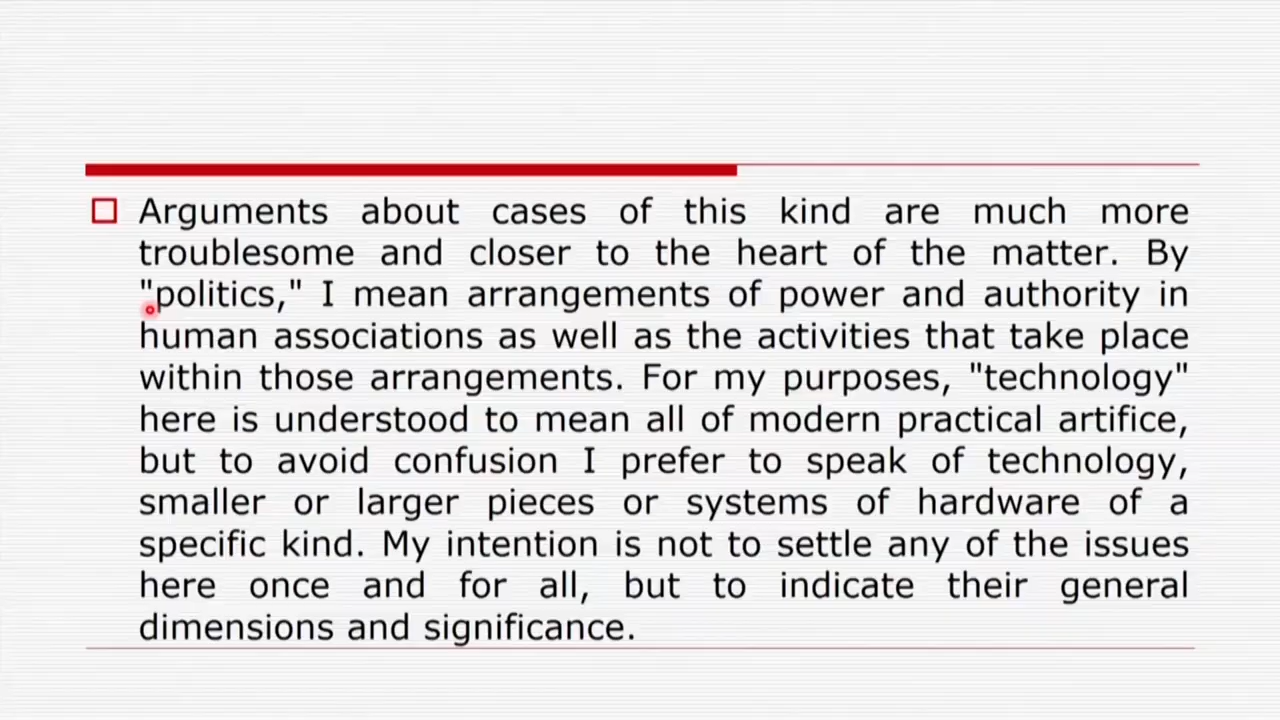 Arguments about cases of this kind are much more
troublesome and closer to the heart of the matter. By
"politics," I mean arrangements of power and authority in
human associations as well as the activities that take place
within those arrangements. For my purposes, "technology"
here is understood to mean all of modern practical artifice,
but to avoid confusion I prefer to speak of technology,
smaller or larger pieces or systems of hardware of a
specific kind. My intention is not to settle any of the issues
here once and for all, but to indicate their general
dimensions and significance.